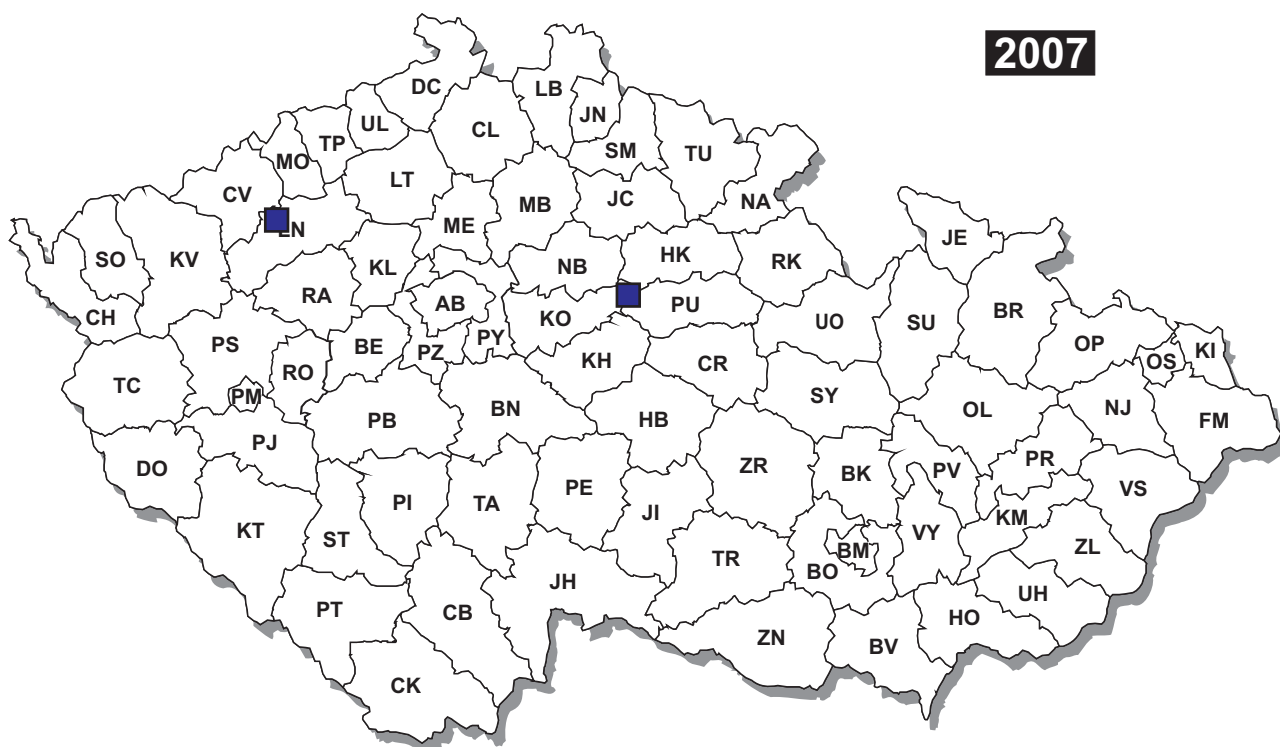 2007
DC
LB
JN
UL
CL
TP
MO
SM
TU
LT
CV
JC
NA
MB
ME
LN
JE
SO
KV
KL
NB
HK
RK
RA
AB
CH
KO
PU
BR
UO
SU
PS
BE
PZ
PY
OP
KI
OS
TC
RO
KH
CR
PM
SY
OL
NJ
FM
PB
BN
HB
PJ
DO
ZR
BK
PV
PR
VS
PI
TA
PE
JI
KM
KT
ST
VY
ZL
TR
BM
BO
JH
UH
PT
CB
HO
ZN
BV
CK